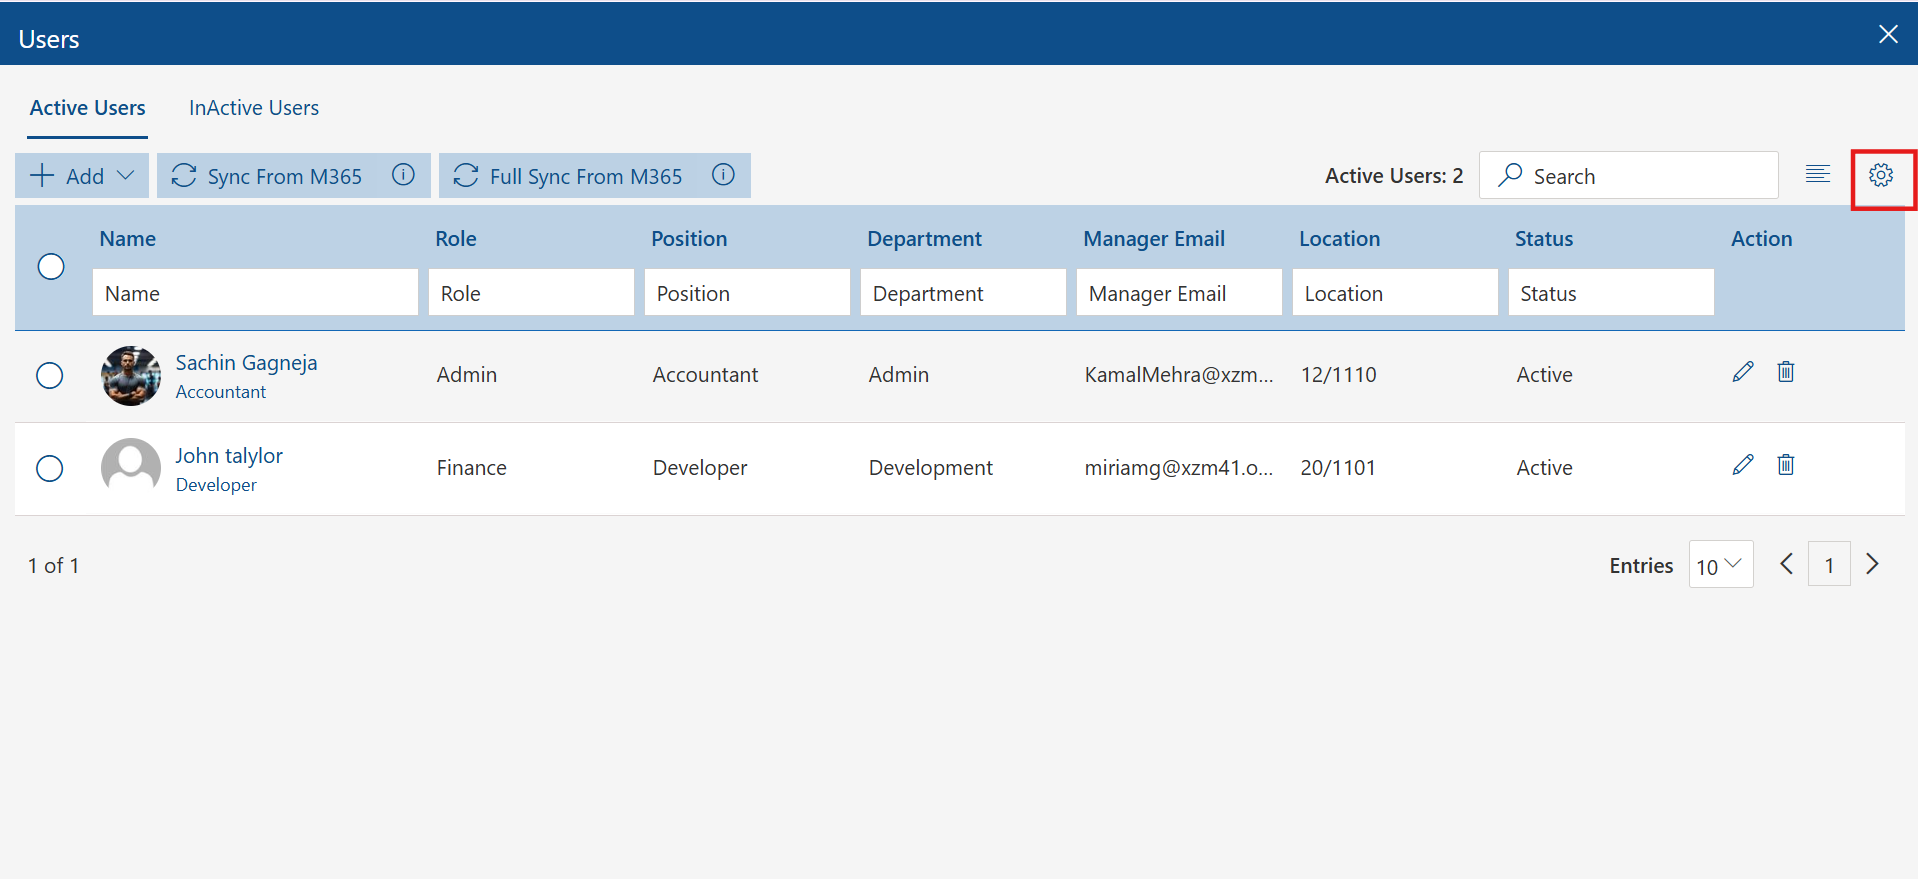 Users
Active Users InActive Users
Add Sync From M365 Full Sync From M365 Active Users: 2 Search
Name Role Position Department Manager Email Location Status Action
Name Role Position Department Manager Email Location Status
Sachin Gagneja
Accountant
Admin Accountant Admin KamalMehra@xzm... 12/1110 Active
John talylor
Developer
Finance Developer Development miriamg@xzm41.o... 20/1101 Active
1 of 1 Entries 10 1